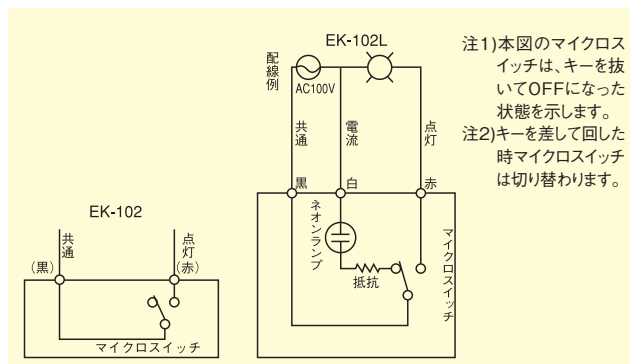 EK-102
共通
点灯
(黒)
(赤)
マイクロスイッチ
EK-102L
配線例
AC100V
共通
電流
点灯
黒
白
赤
ネオンランプ
抵抗
マイクロスイッチ
注1)本図のマイクロス
イッチは、キーを抜
いてOFFになった
状態を示します。
注2)キーを差して回した
時マイクロスイッチ
は切り替わります。